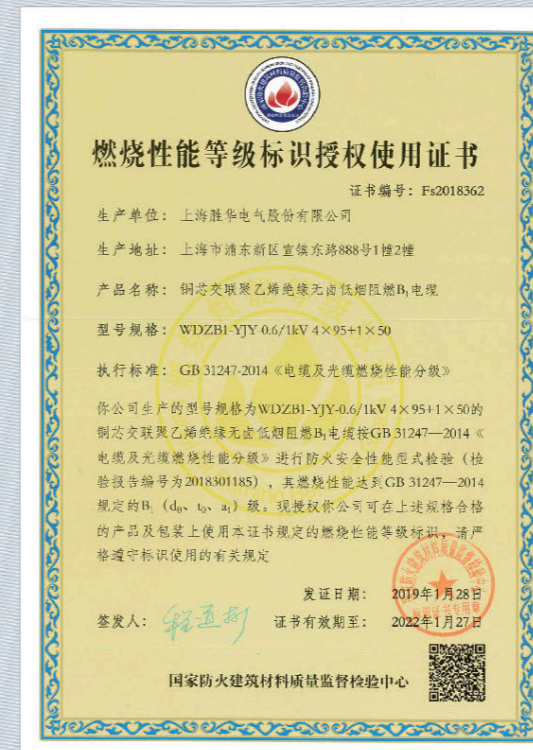 燃烧性能等级标识授权使用证书
证书编号：Fs2018362
生产单位：上海胜华电气股份有限公司
生产地址：上海市浦东新区宣镇东路888号1幢2幢
产品名称：铜芯交联聚乙烯绝缘无卤低烟阻燃B₁电缆
型号规格：WDZB1-YJY-0.6/1kV 4×95+1×50
执行标准：GB 31247-2014《电缆及光缆燃烧性能分级》
你公司生产的型号规格为WDZB1-YJY-0.6/1kV 4×95+1×50的
铜芯交联聚乙烯绝缘无卤低烟阻燃B₁电缆按GB 31247—2014《
电缆及光缆燃烧性能分级》进行防火安全性能型式检验（检
验报告编号为2018301185），其燃烧性能达到GB 31247—2014
规定的B₁（d₀、t₀、a₁）级。现授权你公司可在上述规格合格
的产品及包装上使用本证书规定的燃烧性能等级标识，请严
格遵守标识使用的有关规定
发证日期：2019年1月28日
签发人：程道彬 证书有效期至：2022年1月27日
国家防火建筑材料质量监督检验中心